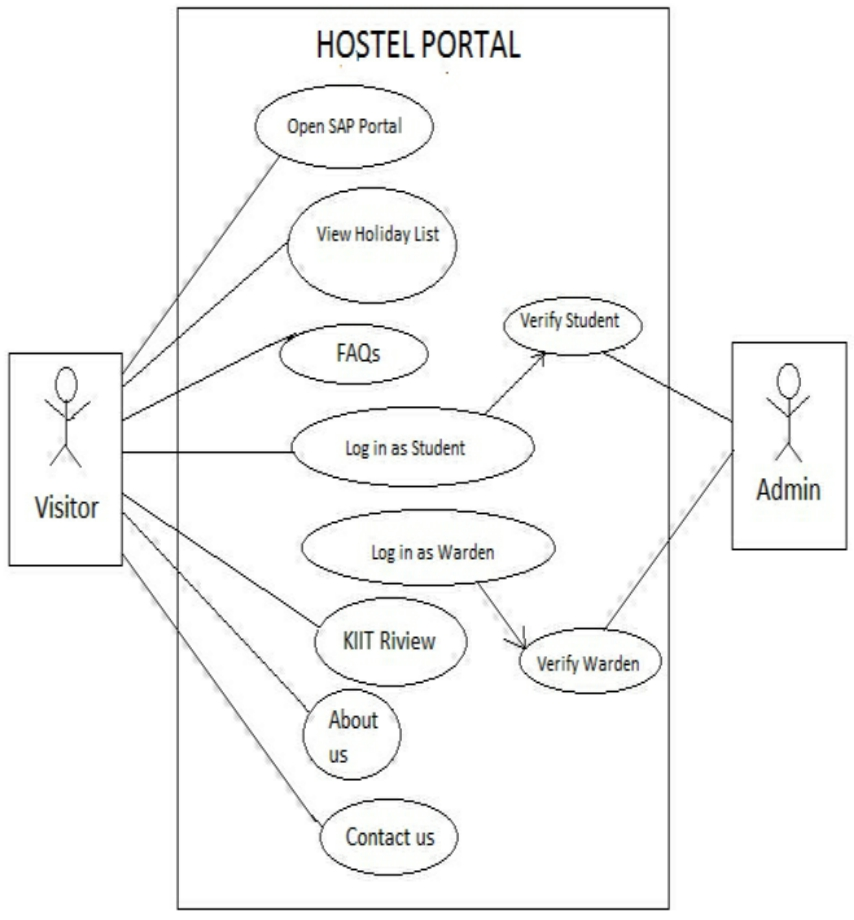 HOSTEL PORTAL
Open SAP Portal
View Holiday List
Verify Student
FAQs
Log in as Student
Visitor
Admin
Log in as Warden
KIIT Riview
Verify Warden
About
us
Contact us